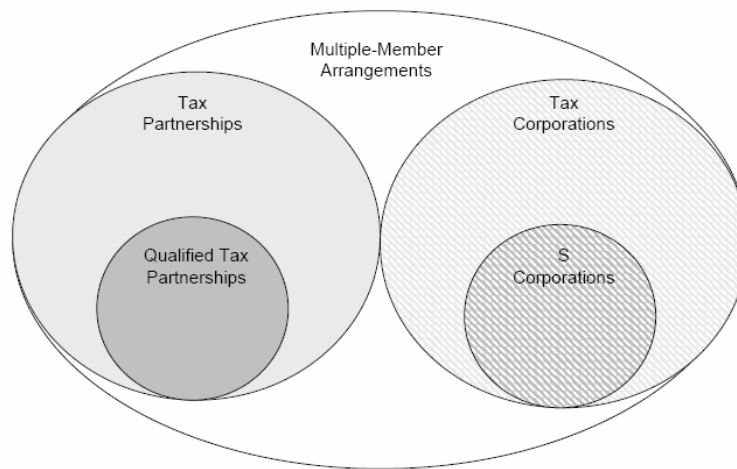 Multiple-Member
Arrangements
Tax
Partnerships
Tax
Corporations
Qualified Tax
Partnerships
S
Corporations